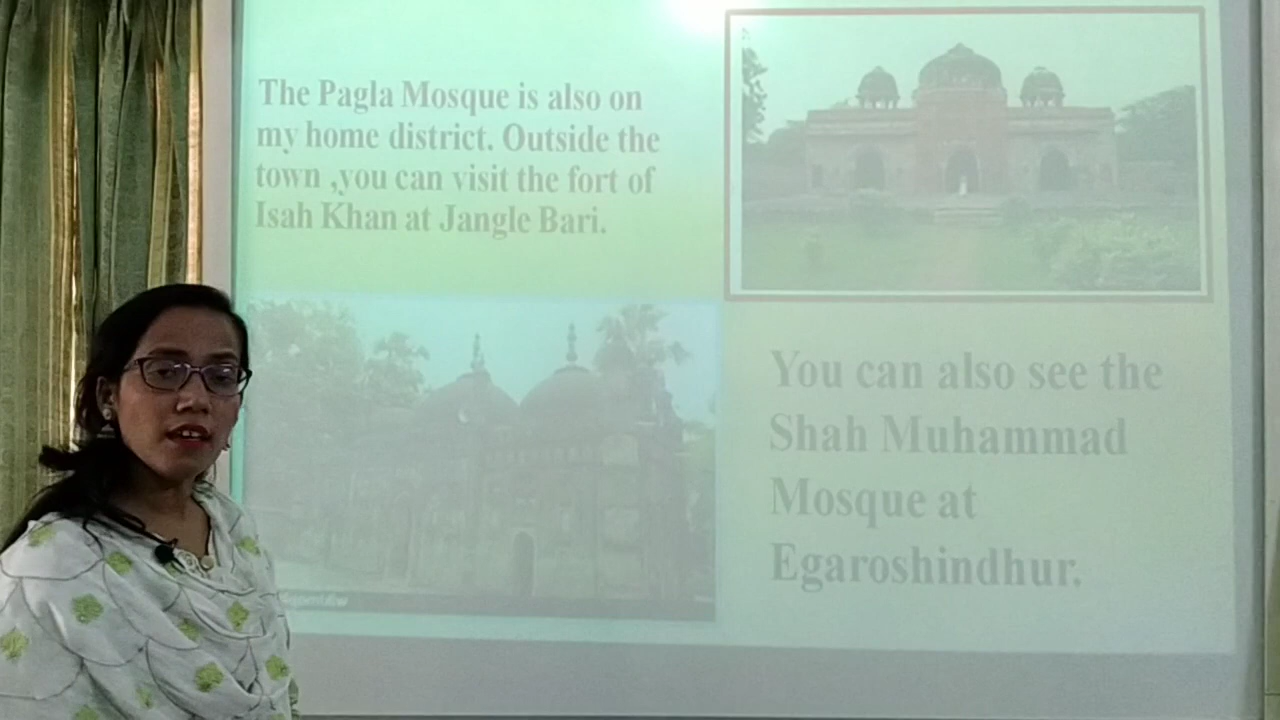 The Pagla Mosque is also on
my home district. Outside the
town ,you can visit the fort of
Isah Khan at Jangle Bari.
You can also see the
Shah Muhammad
Mosque at
Egaroshindhur.